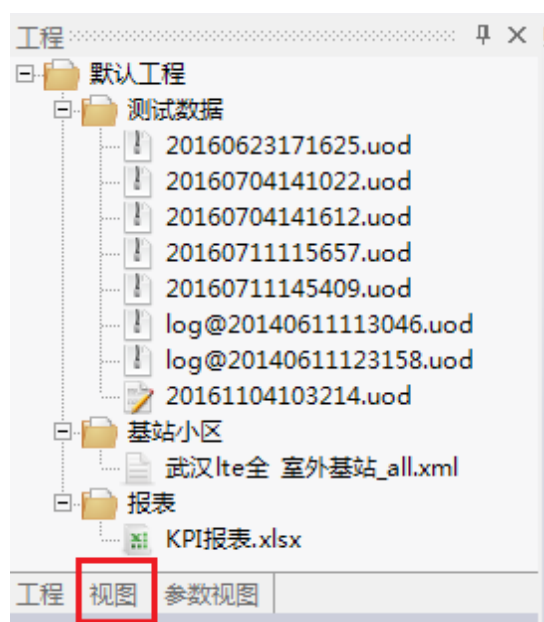 工程
默认工程
测试数据
20160623171625.uod
20160704141022.uod
20160704141612.uod
20160711115657.uod
20160711145409.uod
log@20140611113046.uod
log@20140611123158.uod
20161104103214.uod
基站小区
武汉lte全 室外基站_all.xml
报表
KPI报表.xlsx
工程 视图 参数视图